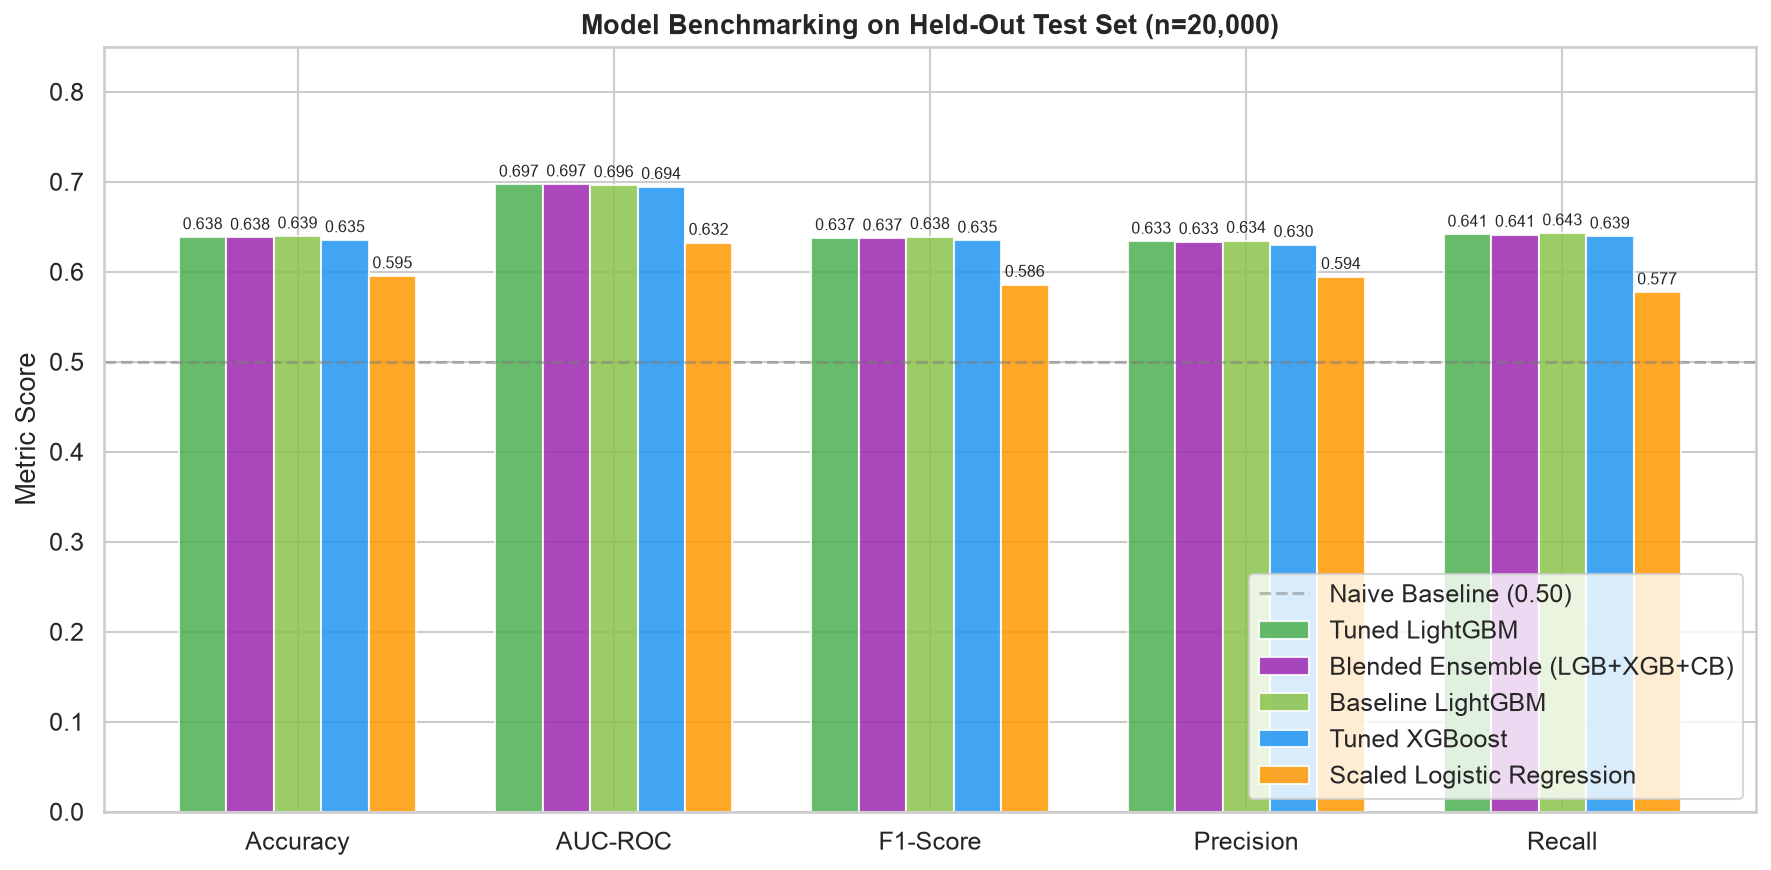 Model Benchmarking on Held-Out Test Set (n=20,000)
Metric Score
0.8
0.7
0.6
0.5
0.4
0.3
0.2
0.1
0.0
0.638 0.638 0.639 0.635 0.595
0.697 0.697 0.696 0.694 0.632
0.637 0.637 0.638 0.635 0.586
0.633 0.633 0.634 0.630 0.594
0.641 0.641 0.643 0.639 0.577
Naive Baseline (0.50)
Tuned LightGBM
Blended Ensemble (LGB+XGB+CB)
Baseline LightGBM
Tuned XGBoost
Scaled Logistic Regression
Accuracy AUC-ROC F1-Score Precision Recall